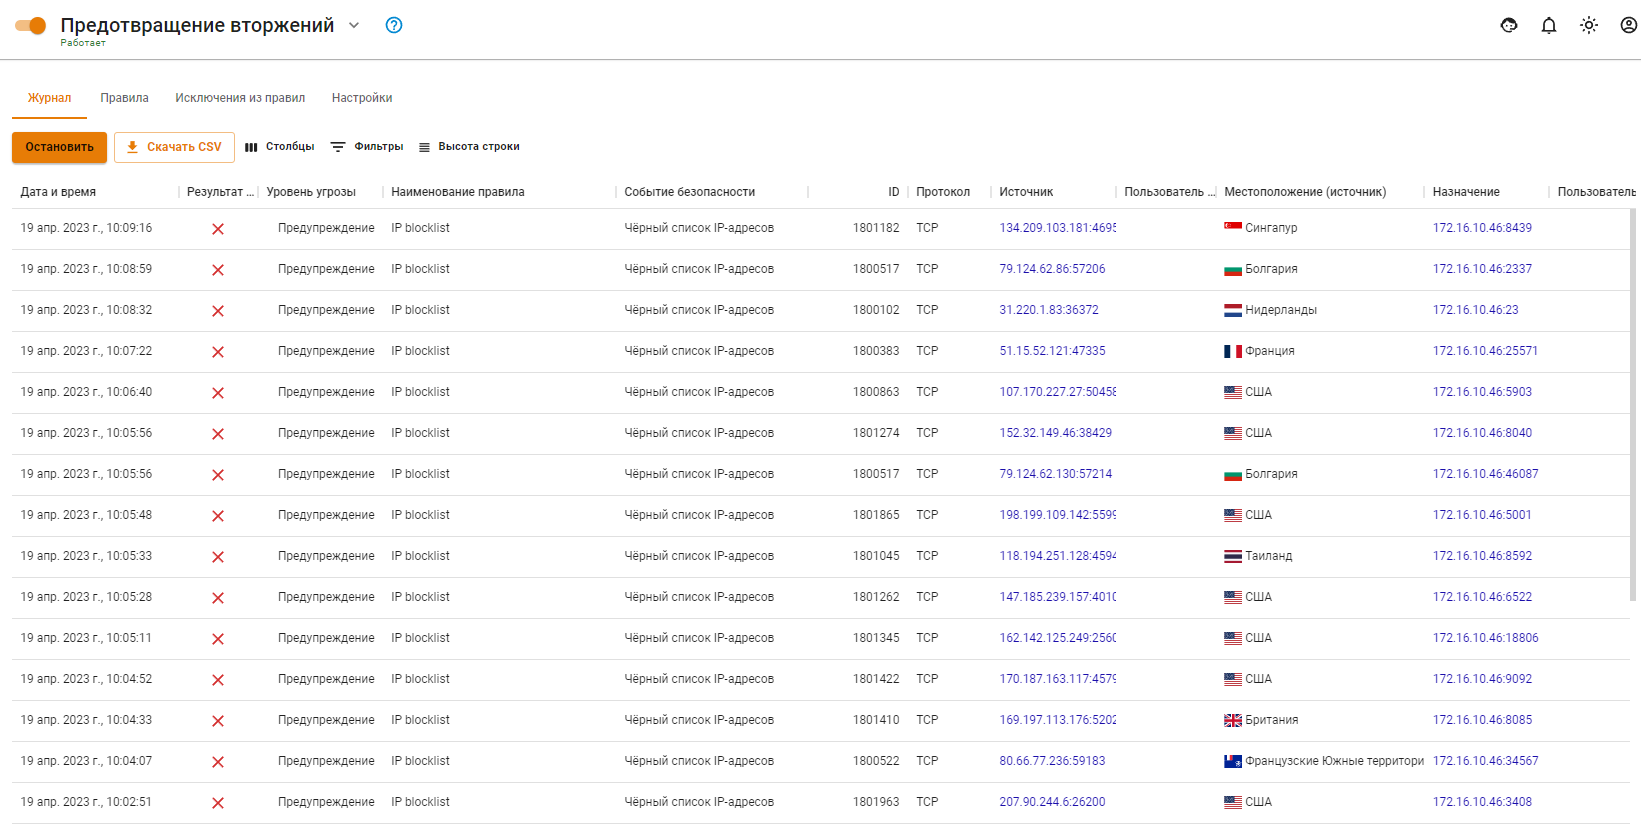 Предотвращение вторжений
Работает
Журнал Правила Исключения из правил Настройки
Остановить Скачать CSV Столбцы Фильтры Высота строки
Дата и время Результат ... Уровень угрозы Наименование правила Событие безопасности ID Протокол Источник Пользователь ... Местоположение (источник) Назначение Пользователь
19 апр. 2023 г., 10:09:16 Предупреждение IP blocklist Чёрный список IP-адресов 1801182 TCP 134.209.103.181:4695 Сингапур 172.16.10.46:8439
19 апр. 2023 г., 10:08:59 Предупреждение IP blocklist Чёрный список IP-адресов 1800517 TCP 79.124.62.86:57206 Болгария 172.16.10.46:2337
19 апр. 2023 г., 10:08:32 Предупреждение IP blocklist Чёрный список IP-адресов 1800102 TCP 31.220.1.83:36372 Нидерланды 172.16.10.46:23
19 апр. 2023 г., 10:07:22 Предупреждение IP blocklist Чёрный список IP-адресов 1800383 TCP 51.15.52.121:47335 Франция 172.16.10.46:25571
19 апр. 2023 г., 10:06:40 Предупреждение IP blocklist Чёрный список IP-адресов 1800863 TCP 107.170.227.27:50458 США 172.16.10.46:5903
19 апр. 2023 г., 10:05:56 Предупреждение IP blocklist Чёрный список IP-адресов 1801274 TCP 152.32.149.46:38429 США 172.16.10.46:8040
19 апр. 2023 г., 10:05:56 Предупреждение IP blocklist Чёрный список IP-адресов 1800517 TCP 79.124.62.130:57214 Болгария 172.16.10.46:46087
19 апр. 2023 г., 10:05:48 Предупреждение IP blocklist Чёрный список IP-адресов 1801865 TCP 198.199.109.142:5599 США 172.16.10.46:5001
19 апр. 2023 г., 10:05:33 Предупреждение IP blocklist Чёрный список IP-адресов 1801045 TCP 118.194.251.128:4594 Таиланд 172.16.10.46:8592
19 апр. 2023 г., 10:05:28 Предупреждение IP blocklist Чёрный список IP-адресов 1801262 TCP 147.185.239.157:4010 США 172.16.10.46:6522
19 апр. 2023 г., 10:05:11 Предупреждение IP blocklist Чёрный список IP-адресов 1801345 TCP 162.142.125.249:2560 США 172.16.10.46:18806
19 апр. 2023 г., 10:04:52 Предупреждение IP blocklist Чёрный список IP-адресов 1801422 TCP 170.187.163.117:4579 США 172.16.10.46:9092
19 апр. 2023 г., 10:04:33 Предупреждение IP blocklist Чёрный список IP-адресов 1801410 TCP 169.197.113.176:5202 Британия 172.16.10.46:8085
19 апр. 2023 г., 10:04:07 Предупреждение IP blocklist Чёрный список IP-адресов 1800522 TCP 80.66.77.236:59183 Французские Южные территори 172.16.10.46:34567
19 апр. 2023 г., 10:02:51 Предупреждение IP blocklist Чёрный список IP-адресов 1801963 TCP 207.90.244.6:26200 США 172.16.10.46:3408